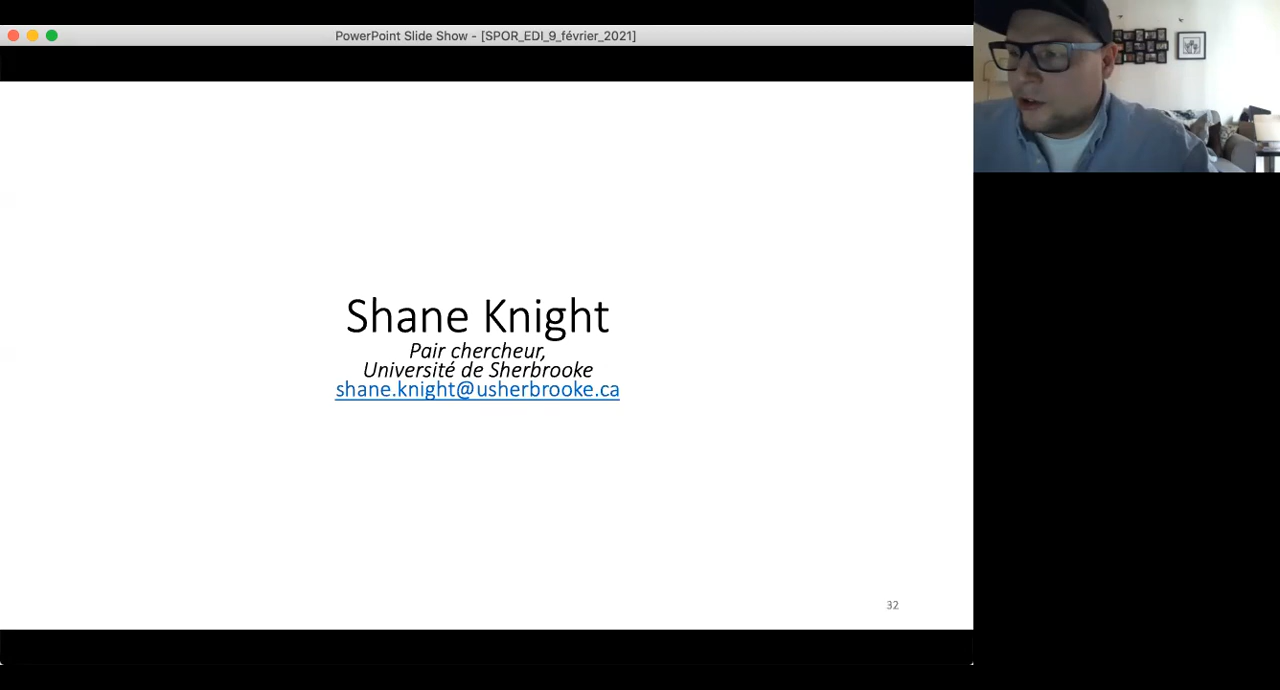 PowerPoint Slide Show - [SPOR_EDI_9_février_2021]
Shane Knight
Pair chercheur,
Université de Sherbrooke
shane.knight@usherbrooke.ca
32